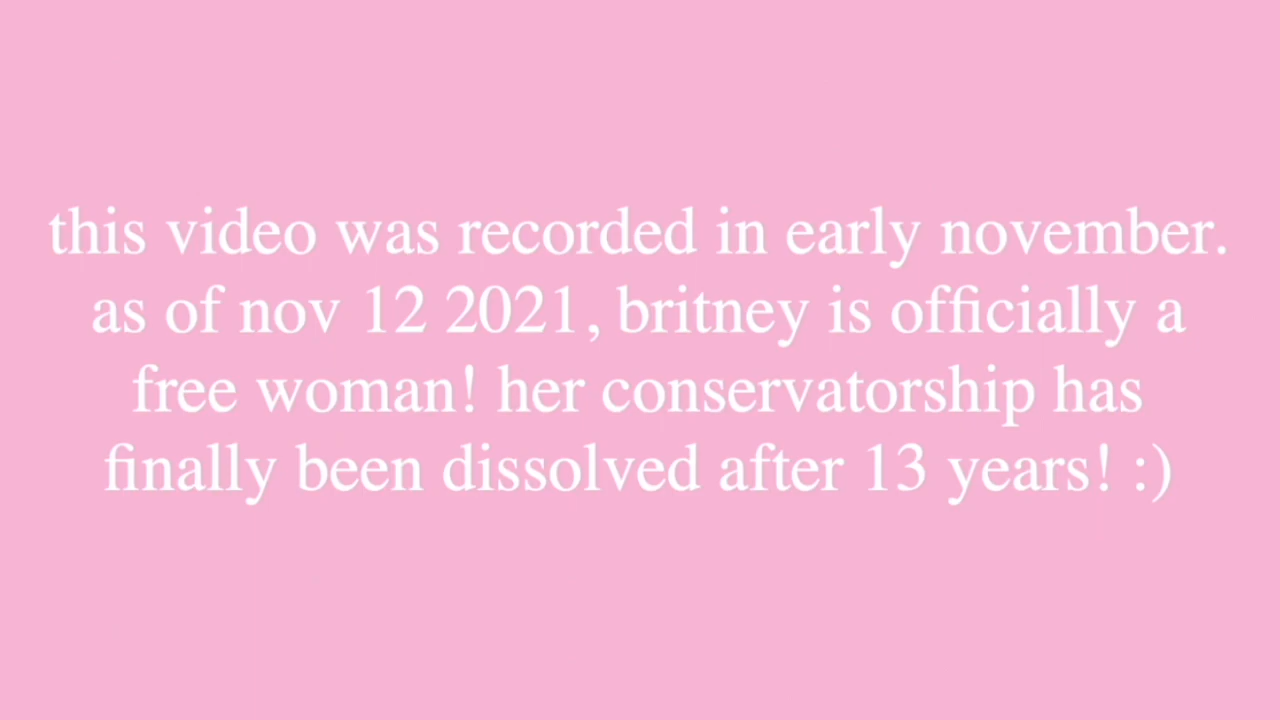 this video was recorded in early november.
as of nov 12 2021, britney is officially a
free woman! her conservatorship has
finally been dissolved after 13 years! :)